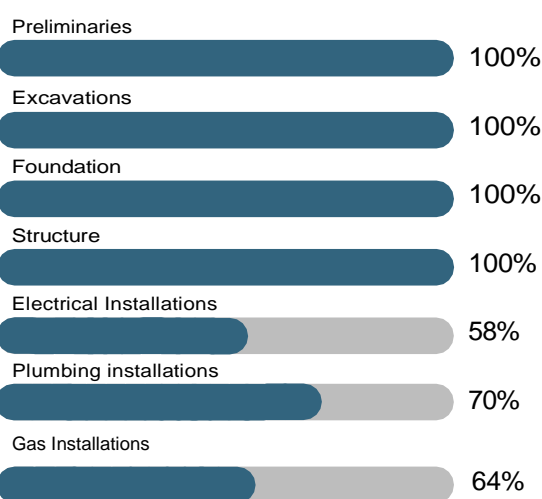 Preliminaries
100%
Excavations
100%
Foundation
100%
Structure
100%
Electrical Installations
58%
Plumbing installations
70%
Gas Installations
64%